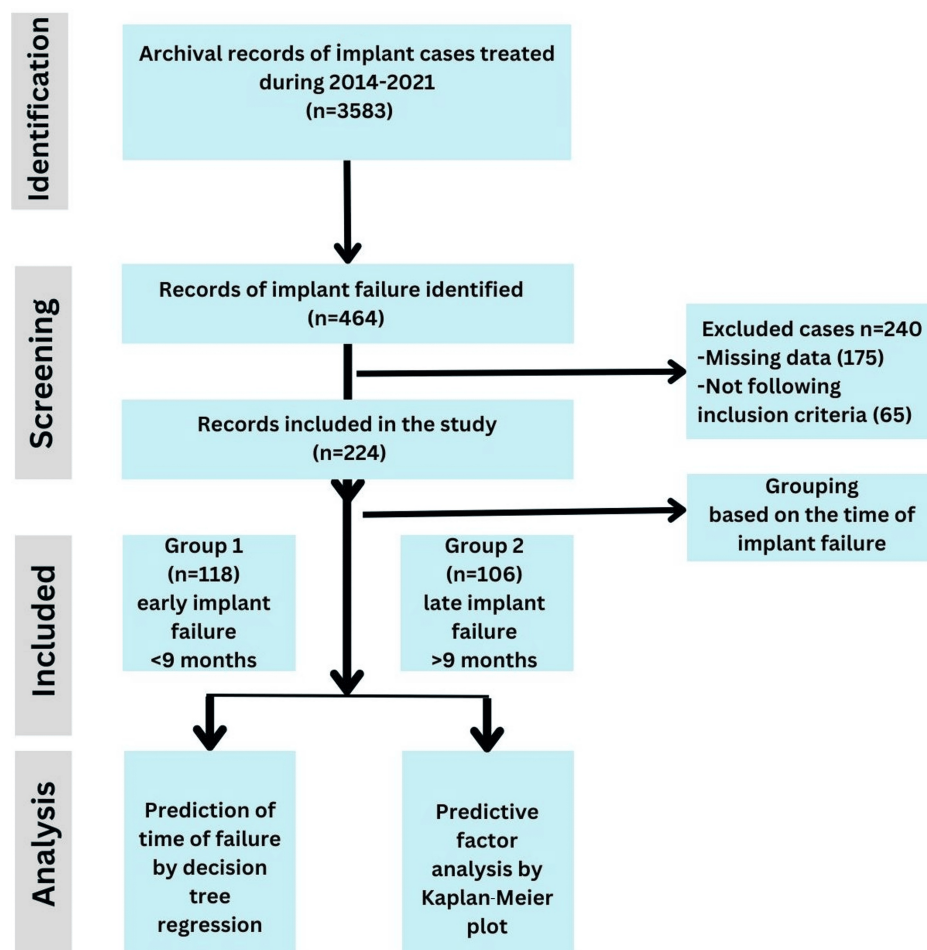 Identification
Archival records of implant cases treated
during 2014-2021
(n=3583)
Screening
Records of implant failure identified
(n=464)
Excluded cases n=240
-Missing data (175)
-Not following
inclusion criteria (65)
Records included in the study
(n=224)
Grouping
based on the time of
implant failure
Included
Group 1
(n=118)
early implant
failure
<9 months
Group 2
(n=106)
late implant
failure
>9 months
Analysis
Prediction of
time of failure
by decision
tree
regression
Predictive
factor
analysis by
Kaplan-Meier
plot